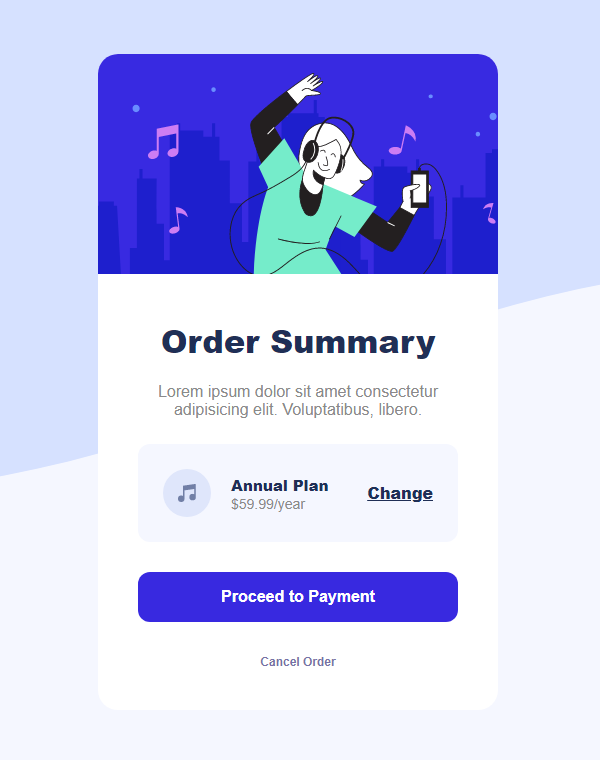 Order Summary
Lorem ipsum dolor sit amet consectetur
adipisicing elit. Voluptatibus, libero.
Annual Plan
$59.99/year
Change
Proceed to Payment
Cancel Order